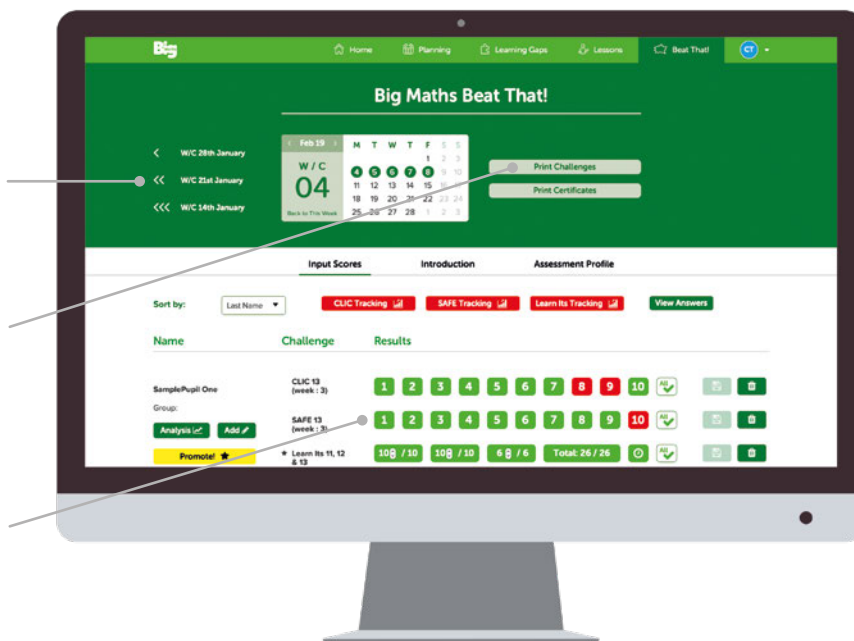 Big
Home Planning Learning Gaps Lessons Beat That! CT
Big Maths Beat That!
< W/C 28th January
<< W/C 21st January
<<< W/C 14th January
< Feb 19 >
W / C
04
Back to This Week
M T W T F S S
1 2 3
4 5 6 7 8 9 10
11 12 13 14 15
18 19 20 21 22 23 24
25 26 27 28 1 2 3
Print Challenges
Print Certificates
Input Scores Introduction Assessment Profile
Sort by: Last Name CLIC Tracking SAFE Tracking Learn Its Tracking View Answers
Name Challenge Results
SamplePupil One
Group:
Analysis Add
Promote!
CLIC 13
(week : 3)
1 2 3 4 5 6 7 8 9 10 All
SAFE 13
(week : 3)
1 2 3 4 5 6 7 8 9 10 All
Learn Its 11, 12
& 13
10 / 10 10 / 10 6 / 6 Total: 26 / 26 All